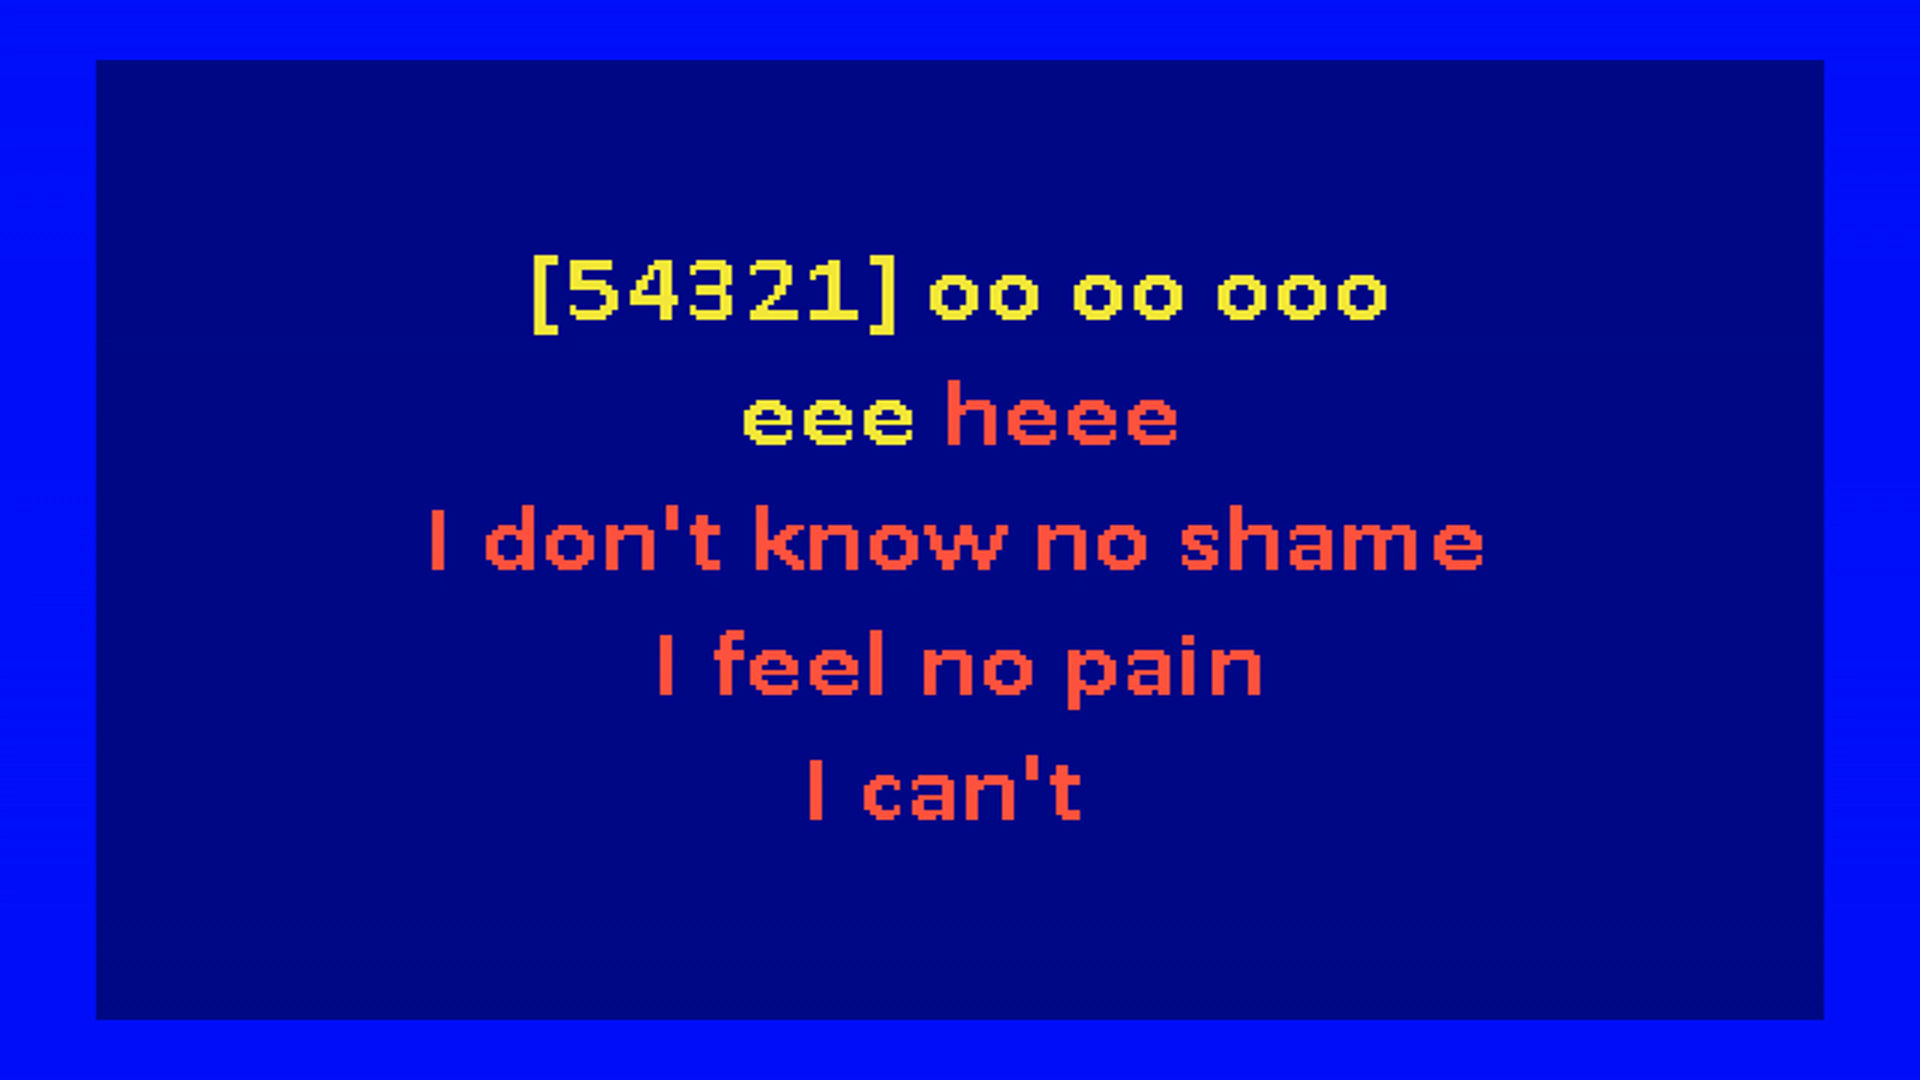 [54321] oo oo ooo
eee heee
I don't know no shame
I feel no pain
I can't